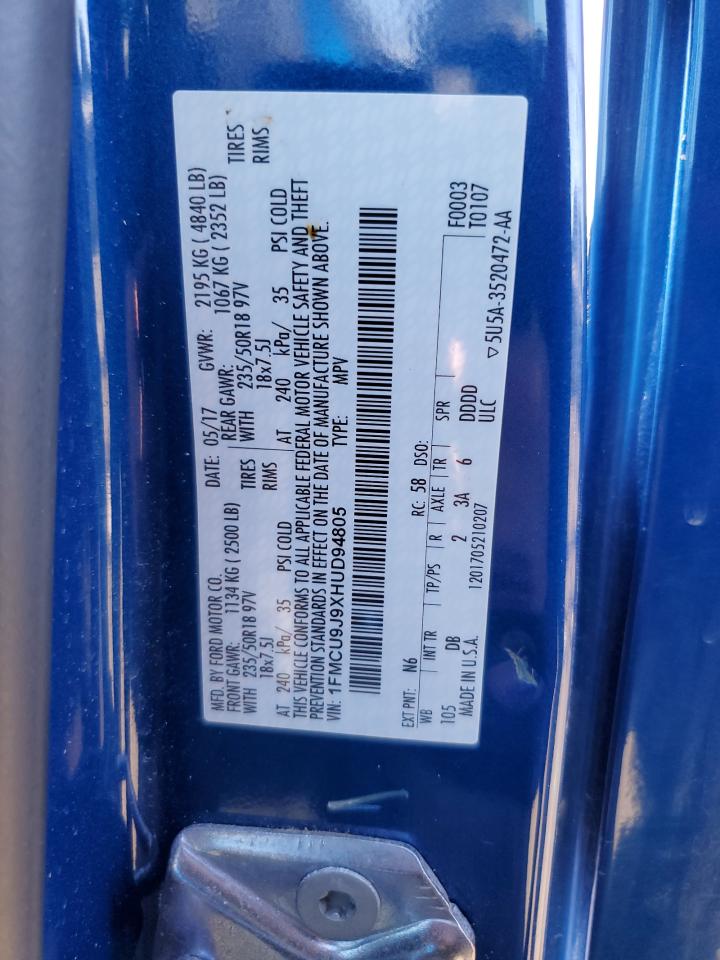 MFD. BY FORD MOTOR CO. DATE: 05/17 GVWR: 2195 KG ( 4840 LB)
FRONT GAWR: 1134 KG ( 2500 LB) REAR GAWR: 1067 KG ( 2352 LB)
WITH 235/50R18 97V TIRES WITH 235/50R18 97V TIRES
18x7.5J RIMS 18x7.5J RIMS
AT 240 kPa/ 35 PSI COLD AT 240 kPa/ 35 PSI COLD
THIS VEHICLE CONFORMS TO ALL APPLICABLE FEDERAL MOTOR VEHICLE SAFETY AND THEFT
PREVENTION STANDARDS IN EFFECT ON THE DATE OF MANUFACTURE SHOWN ABOVE.
VIN: 1FMCU9J9XHUD94805 TYPE: MPV
EXT PNT: N6 RC: 58 DSO:
WB INT TR TP/PS R AXLE TR SPR F0003
105 DB 2 3A 6 DDDD T0107
MADE IN U.S.A. 1201705210207 ULC
▽5U5A-3520472-AA